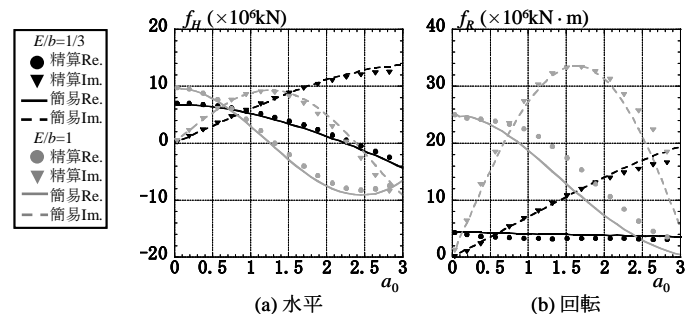 E/b=1/3
精算Re.
精算Im.
簡易Re.
簡易Im.
E/b=1
精算Re.
精算Im.
簡易Re.
簡易Im.
f_H (×10⁶kN)
20
10
0
−10
−20
0 0.5 1 1.5 2 2.5 3
a₀
(a) 水平
f_R (×10⁶kN・m)
40
30
20
10
0
0 0.5 1 1.5 2 2.5 3
a₀
(b) 回転